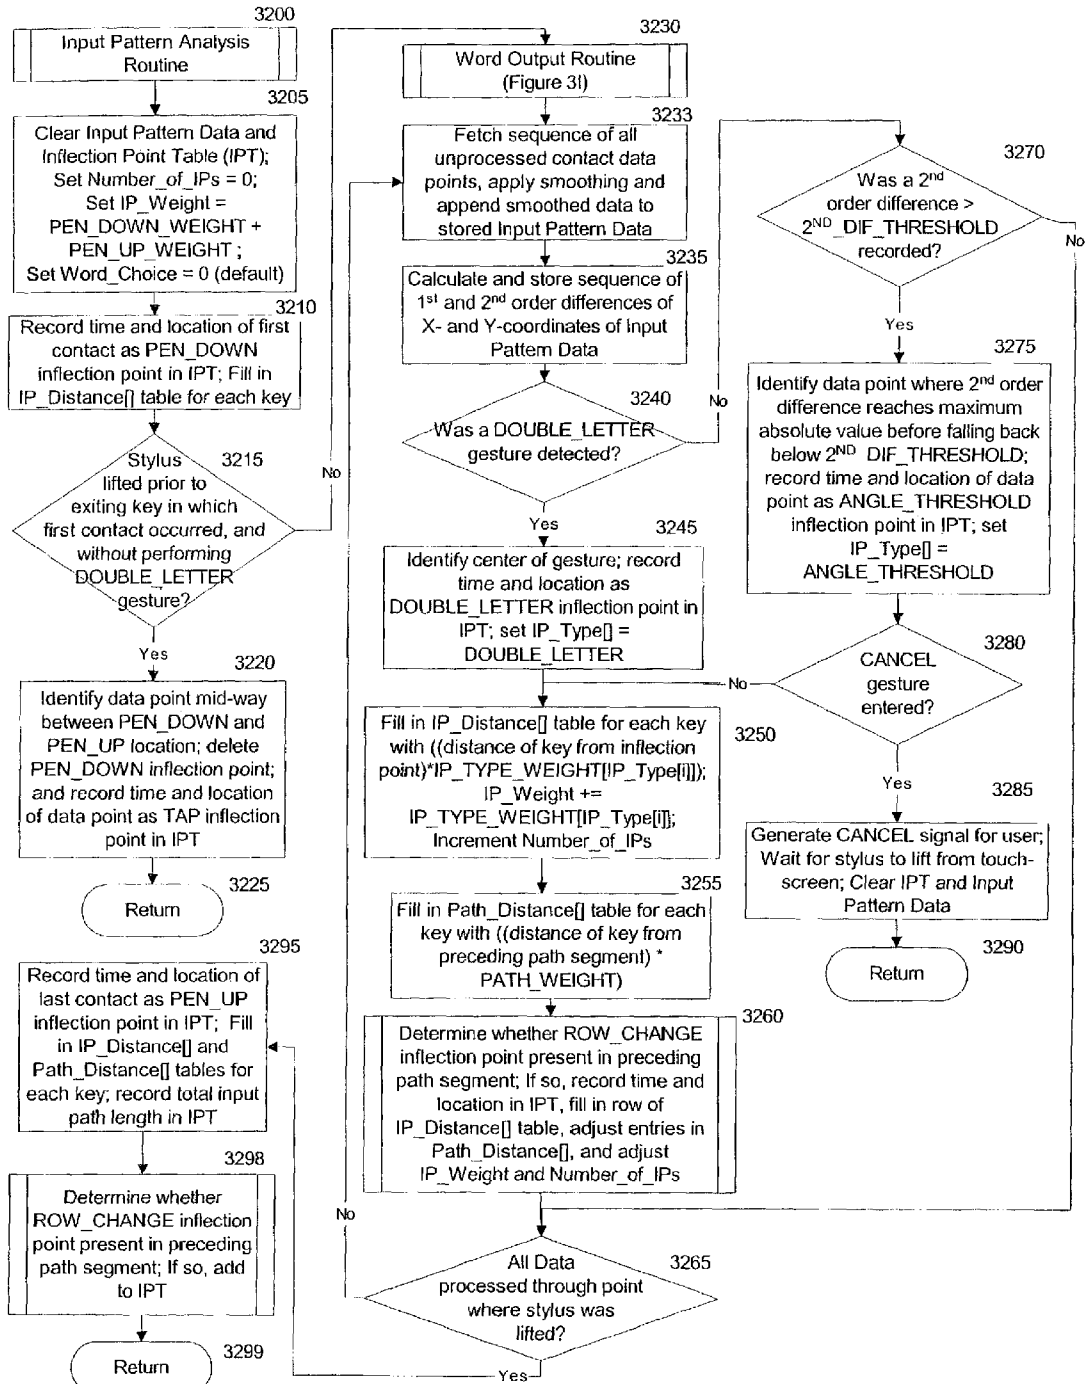 3200
Input Pattern Analysis
Routine
3205
Clear Input Pattern Data and
Inflection Point Table (IPT);
Set Number_of_IPs = 0;
Set IP_Weight =
PEN_DOWN_WEIGHT +
PEN_UP_WEIGHT ;
Set Word_Choice = 0 (default)
3210
Record time and location of first
contact as PEN_DOWN
inflection point in IPT; Fill in
IP_Distance[] table for each key
3215
Stylus
lifted prior to
exiting key in which
first contact occurred, and
without performing
DOUBLE_LETTER
gesture?
No
Yes
3220
Identify data point mid-way
between PEN_DOWN and
PEN_UP location; delete
PEN_DOWN inflection point;
and record time and location
of data point as TAP inflection
point in IPT
3225
Return
3295
Record time and location of
last contact as PEN_UP
inflection point in IPT; Fill
in IP_Distance[] and
Path_Distance[] tables for
each key; record total input
path length in IPT
3298
Determine whether
ROW_CHANGE inflection
point present in preceding
path segment; If so, add
to IPT
3299
Return
3230
Word Output Routine
(Figure 3I)
3233
Fetch sequence of all
unprocessed contact data
points, apply smoothing and
append smoothed data to
stored Input Pattern Data
3235
Calculate and store sequence of
1st and 2nd order differences of
X- and Y-coordinates of Input
Pattern Data
3240
Was a DOUBLE_LETTER
gesture detected?
No
Yes
3245
Identify center of gesture; record
time and location as
DOUBLE_LETTER inflection point in
IPT; set IP_Type[] =
DOUBLE_LETTER
3250
Fill in IP_Distance[] table for each key
with ((distance of key from inflection
point)*IP_TYPE_WEIGHT[IP_Type[i]]);
IP_Weight +=
IP_TYPE_WEIGHT[IP_Type[i]];
Increment Number_of_IPs
3255
Fill in Path_Distance[] table for each
key with ((distance of key from
preceding path segment) *
PATH_WEIGHT)
3260
Determine whether ROW_CHANGE
inflection point present in preceding
path segment; If so, record time and
location in IPT, fill in row of
IP_Distance[] table, adjust entries in
Path_Distance[], and adjust
IP_Weight and Number_of_IPs
No
3265
All Data
processed through point
where stylus was
lifted?
Yes
3270
Was a 2nd
order difference >
2ND_DIF_THRESHOLD
recorded?
No
Yes
3275
Identify data point where 2nd order
difference reaches maximum
absolute value before falling back
below 2ND_DIF_THRESHOLD;
record time and location of data
point as ANGLE_THRESHOLD
inflection point in IPT; set
IP_Type[] =
ANGLE_THRESHOLD
3280
CANCEL
gesture
entered?
No
Yes
3285
Generate CANCEL signal for user;
Wait for stylus to lift from touch-
screen; Clear IPT and Input
Pattern Data
3290
Return